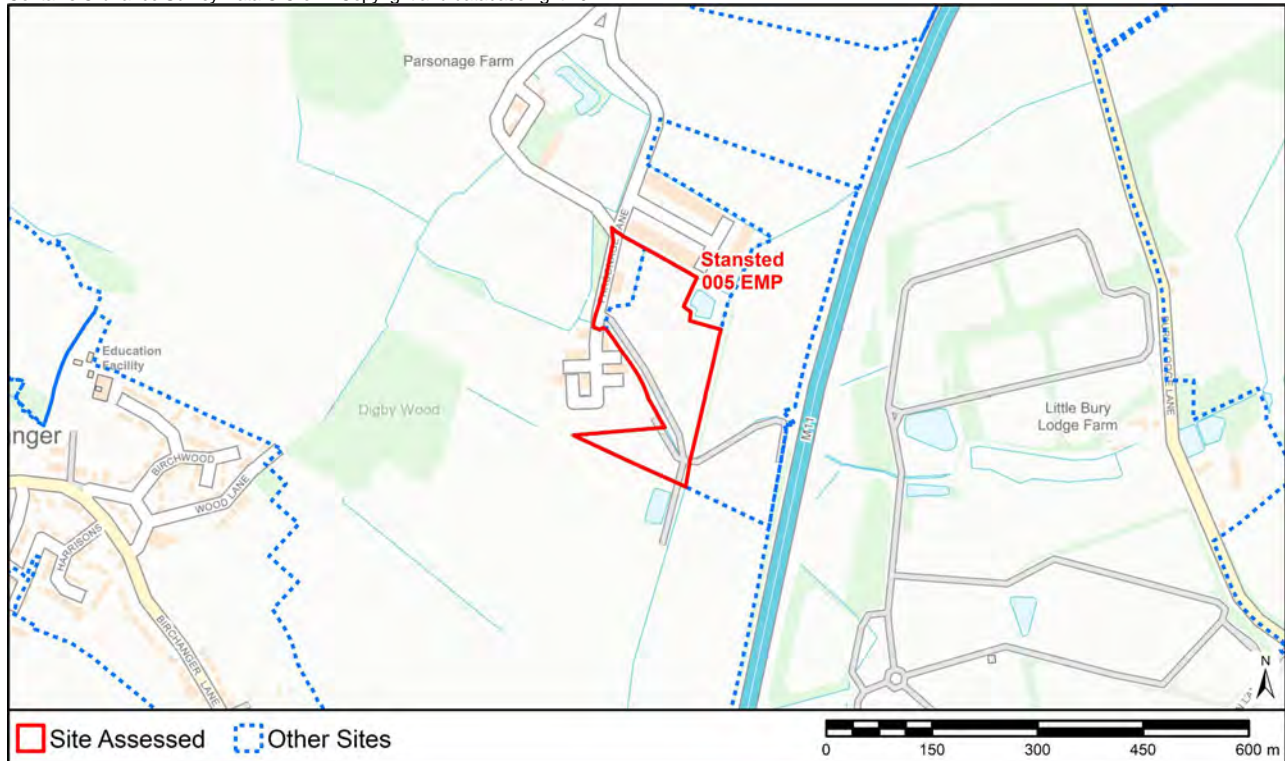 Parsonage Farm
LANE
Stansted
005 EMP
Education
Facility
Digby Wood
nger
BIRCHWOOD
WOOD LANE
HARRISONS
BIRCHANGER LANE
M11
Little Bury
Lodge Farm
N
Site Assessed
Other Sites
0 150 300 450 600 m